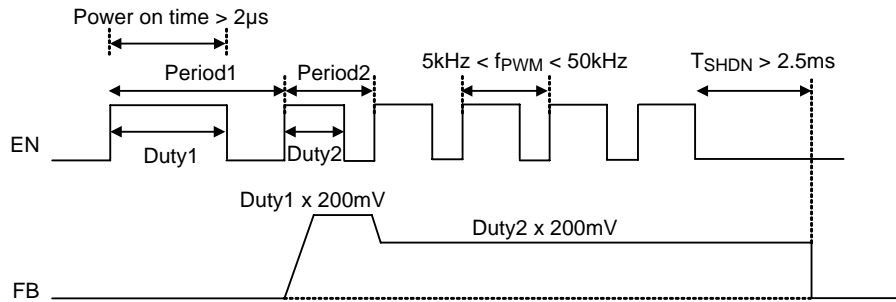 Power on time > 2µs
Period1
Period2
5kHz < fPWM < 50kHz
TSHDN > 2.5ms
EN
Duty1
Duty2
Duty1 x 200mV
Duty2 x 200mV
FB